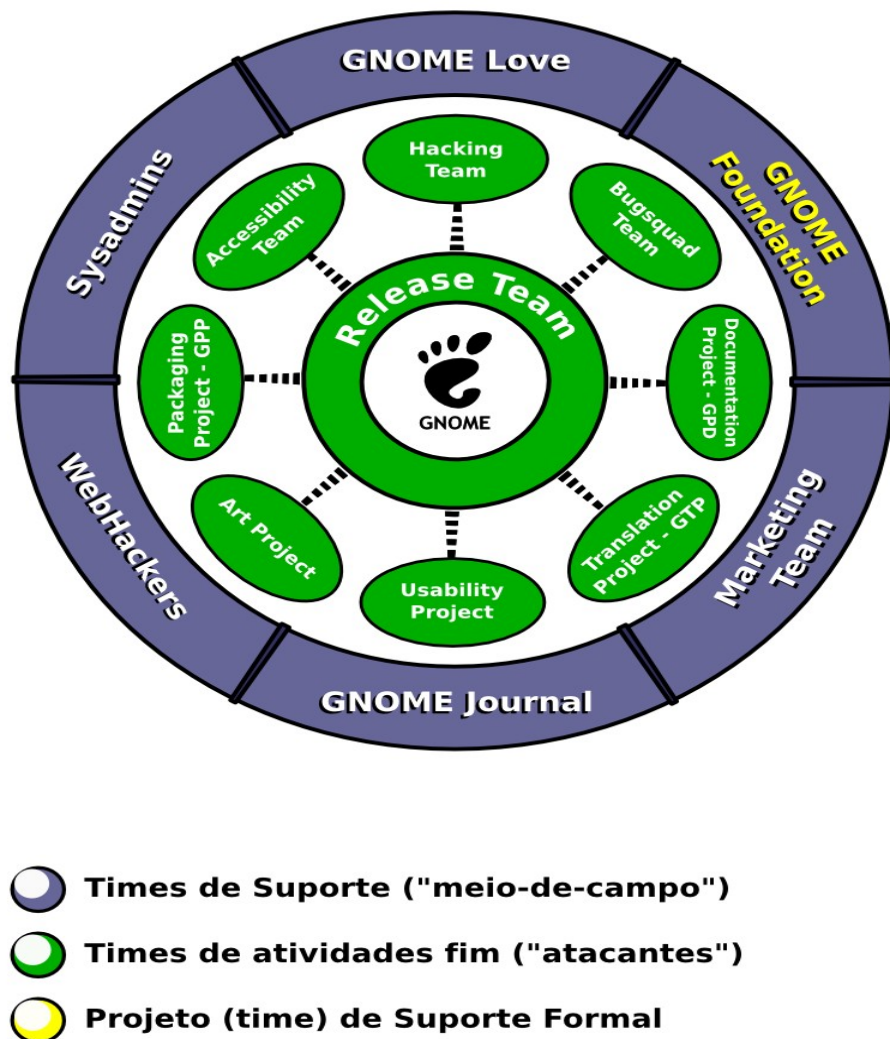 GNOME Love
GNOME
Foundation
Sysadmins
Hacking
Team
Accessibility
Team
Bugsquad
Team
Release Team
Packaging
Project - GPP
GNOME
Documentation
Project - GPD
WebHackers
Art Project
Usability
Project
Translation
Project - GTP
Marketing
Team
GNOME Journal
Times de Suporte ("meio-de-campo")
Times de atividades fim ("atacantes")
Projeto (time) de Suporte Formal